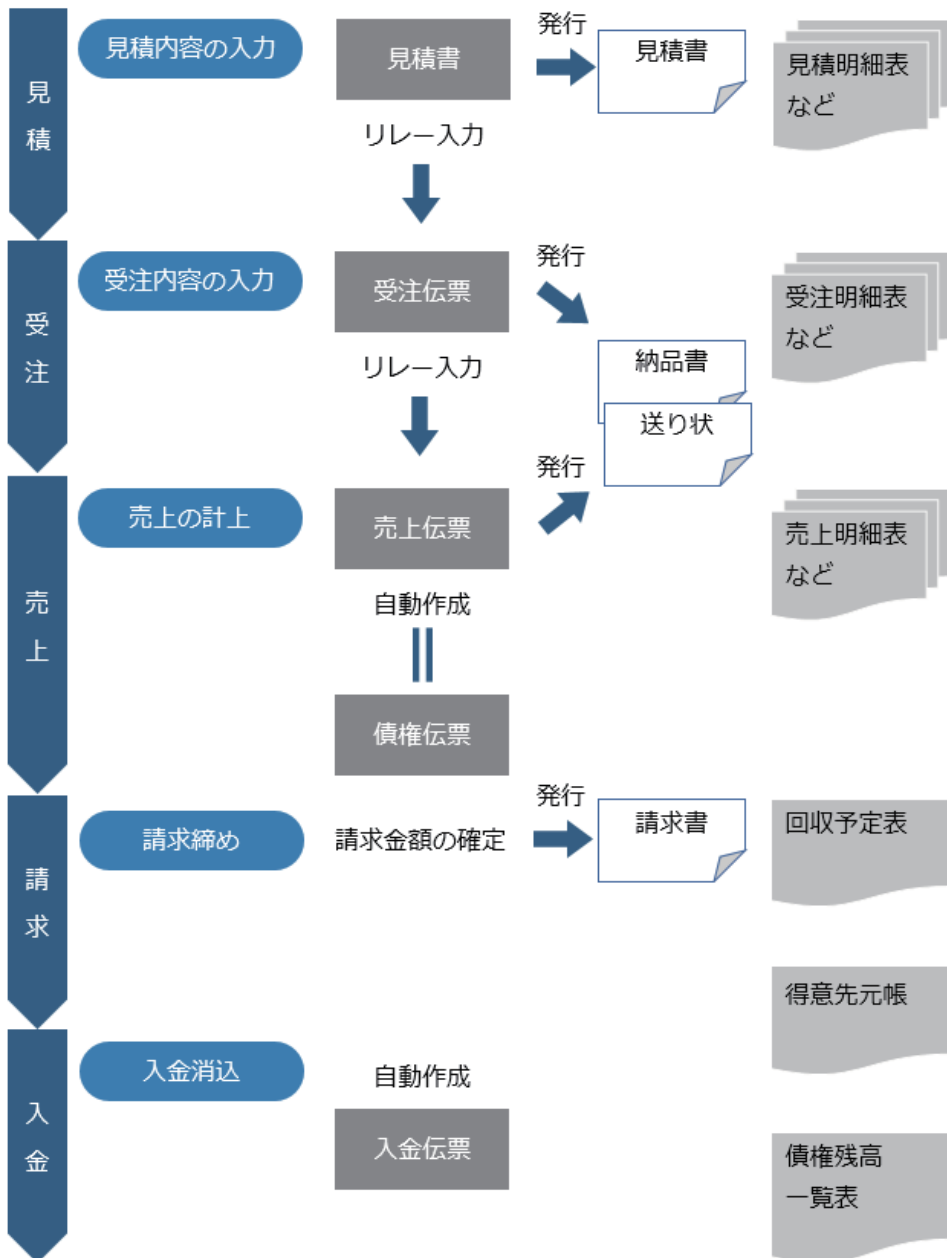 見積
見積内容の入力
見積書
発行
見積書
見積明細表
など
リレー入力
受注
受注内容の入力
受注伝票
発行
受注明細表
など
リレー入力
納品書
送り状
発行
売上
売上の計上
売上伝票
売上明細表
など
自動作成
債権伝票
請求
請求締め
請求金額の確定
発行
請求書
回収予定表
得意先元帳
入金
入金消込
自動作成
入金伝票
債権残高
一覧表